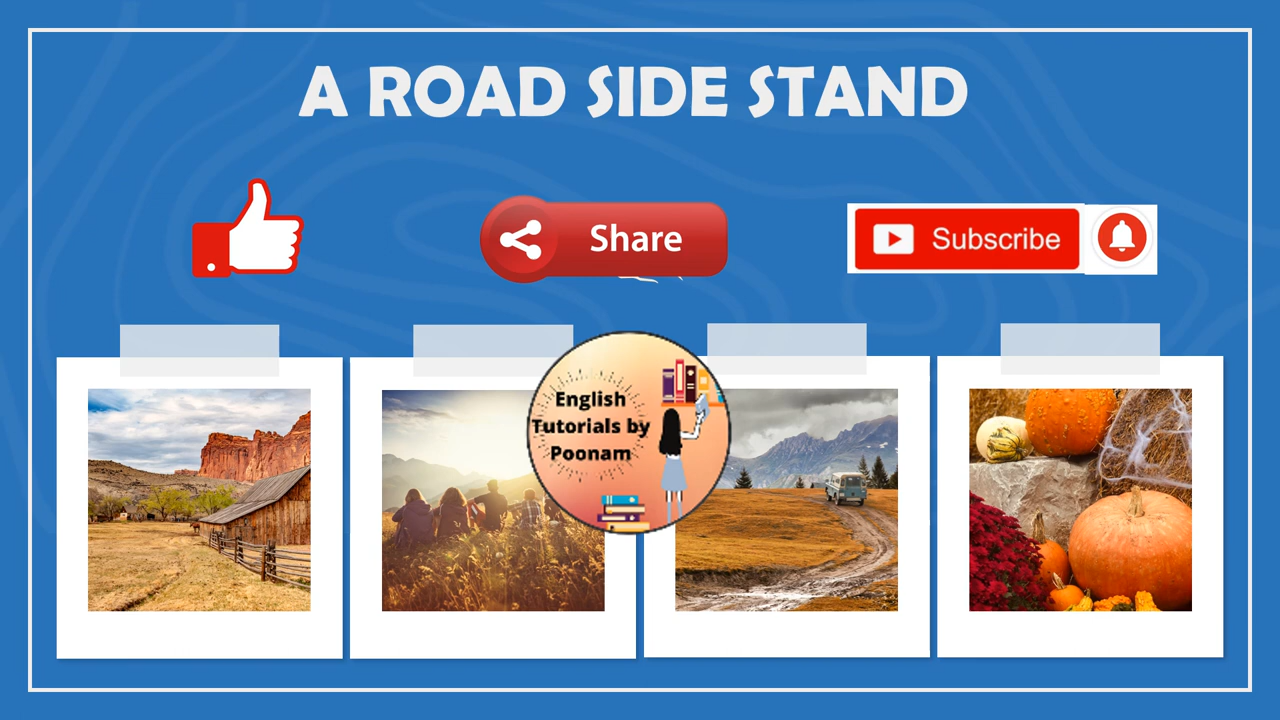 A ROAD SIDE STAND
Share
Subscribe
English
Tutorials by
Poonam